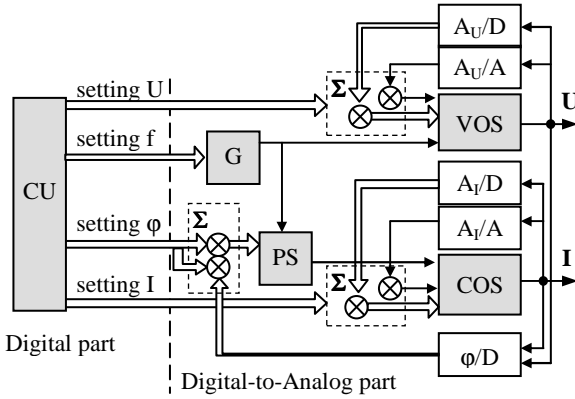 A_U/D
Σ
A_U/A
setting U
U
VOS
setting f
G
CU
A_I/D
setting φ
Σ
A_I/A
PS
Σ
I
setting I
COS
Digital part
φ/D
Digital-to-Analog part